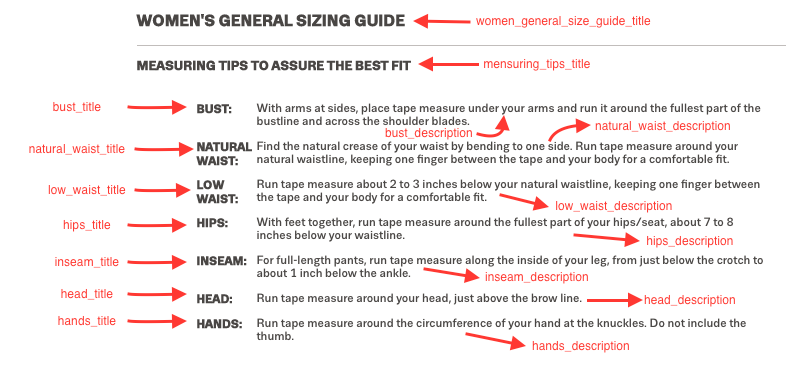 WOMEN'S GENERAL SIZING GUIDE women_general_size_guide_title
MEASURING TIPS TO ASSURE THE BEST FIT mensuring_tips_title
bust_title BUST: With arms at sides, place tape measure under your arms and run it around the fullest part of the
bustline and across the shoulder blades.
bust_description natural_waist_description
natural_waist_title NATURAL Find the natural crease of your waist by bending to one side. Run tape measure around your
WAIST: natural waistline, keeping one finger between the tape and your body for a comfortable fit.
low_waist_title LOW Run tape measure about 2 to 3 inches below your natural waistline, keeping one finger between
WAIST: the tape and your body for a comfortable fit.
low_waist_description
hips_title HIPS: With feet together, run tape measure around the fullest part of your hips/seat, about 7 to 8
inches below your waistline.
hips_description
inseam_title INSEAM: For full-length pants, run tape measure along the inside of your leg, from just below the crotch to
about 1 inch below the ankle.
inseam_description
head_title HEAD: Run tape measure around your head, just above the brow line. head_description
hands_title HANDS: Run tape measure around the circumference of your hand at the knuckles. Do not include the
thumb.
hands_description